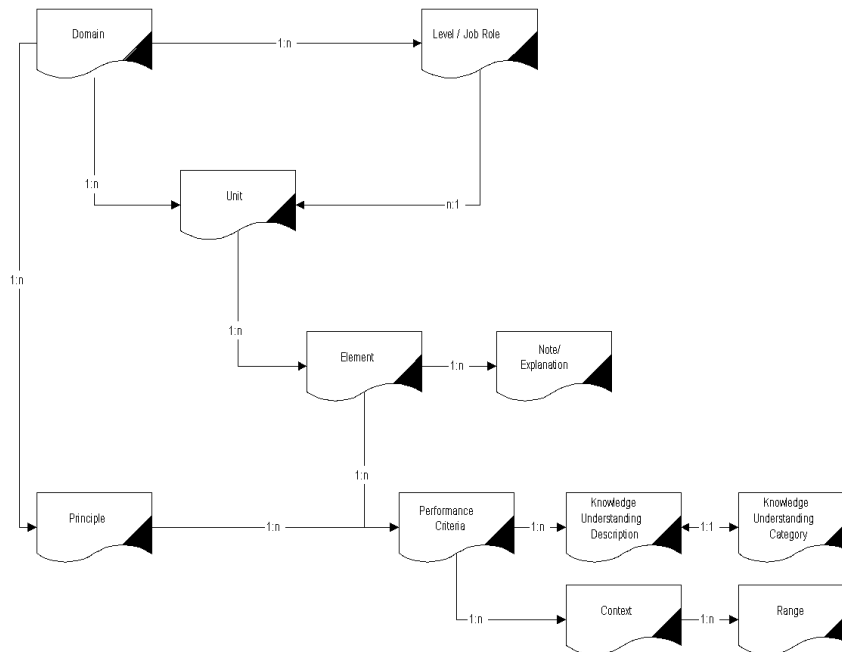 Domain
1:n
Level / Job Role
1:n
Unit
n:1
1:n
1:n
Element
1:n
Note/
Explanation
1:n
Principle
1:n
Performance
Criteria
1:n
Knowledge
Understanding
Description
1:1
Knowledge
Understanding
Category
1:n
Context
1:n
Range